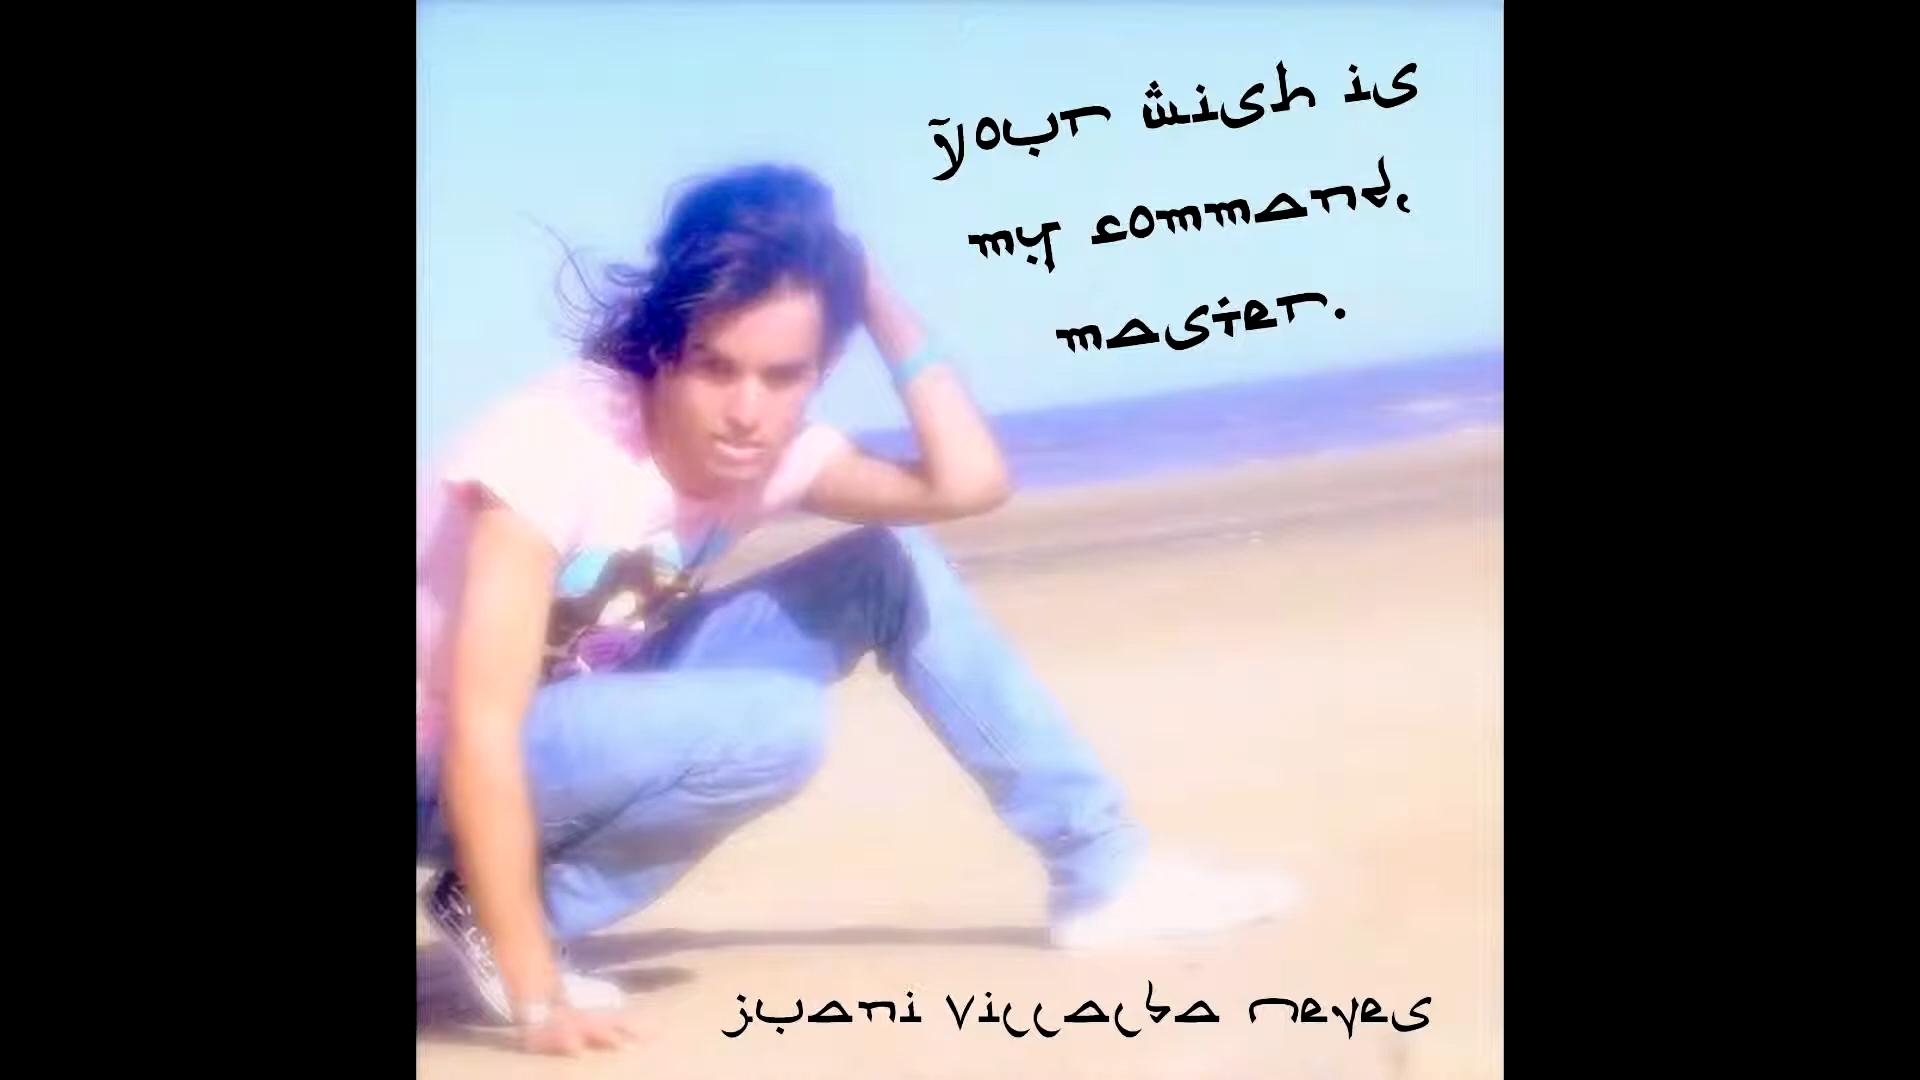 your wish is
my command,
master.
juani villalba reyes